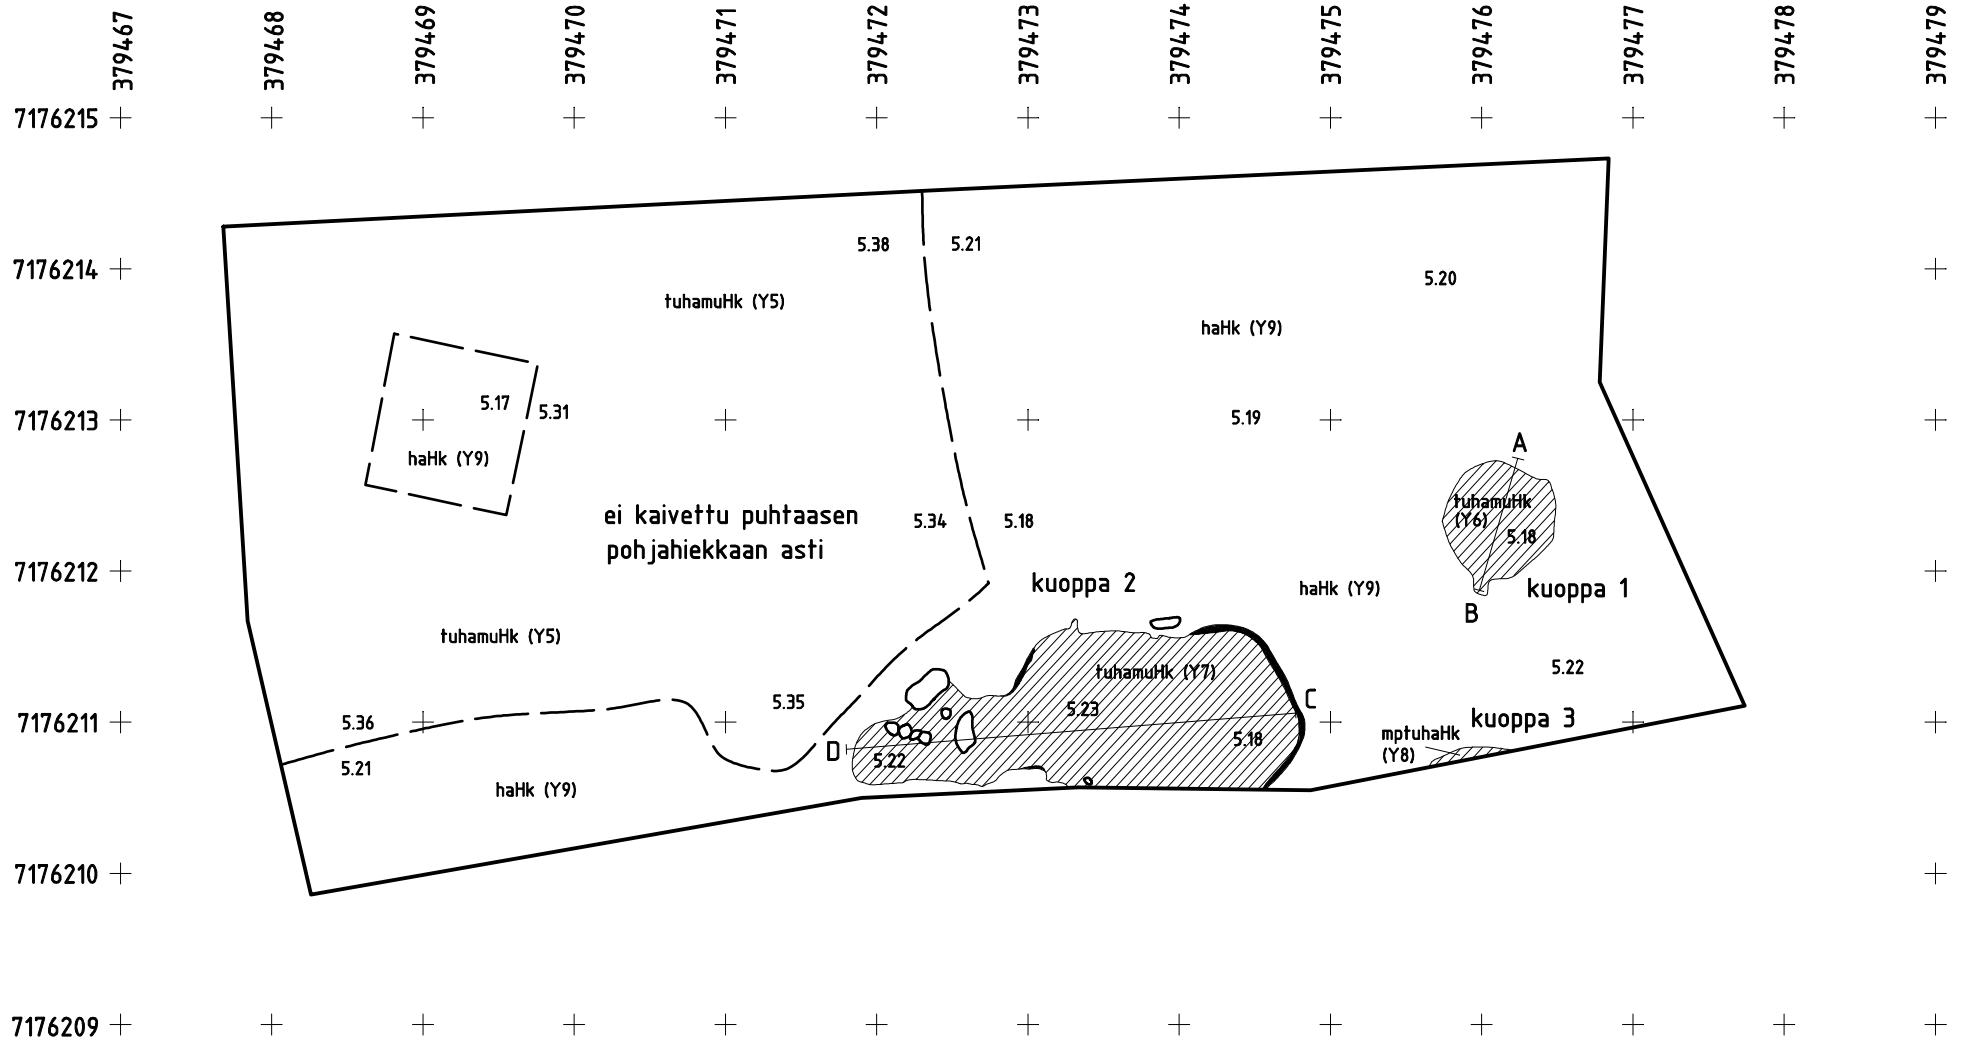 379467
379468
379469
379470
379471
379472
379473
379474
379475
379476
379477
379478
379479
7176215
5.38
5.21
7176214
5.20
tuhamuHk (Y5)
haHk (Y9)
5.17
5.31
7176213
5.19
A
haHk (Y9)
tuhamuHk
(Y6)
ei kaivettu puhtaasen
5.34
5.18
5.18
pohjahiekkaan asti
7176212
kuoppa 2
haHk (Y9)
kuoppa 1
B
tuhamuHk (Y5)
tuhamuHk (Y7)
5.22
5.35
5.23
C
7176211
5.36
kuoppa 3
mptuhaHk
(Y8)
5.18
D
5.22
5.21
haHk (Y9)
7176210
7176209